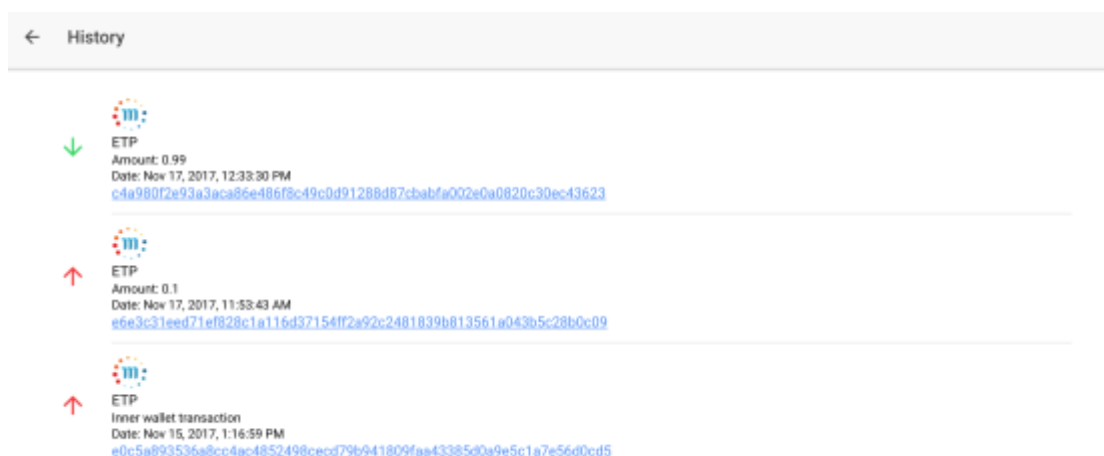 History
ETP
Amount: 0.99
Date: Nov 17, 2017, 12:33:30 PM
c4a980f2e93a3aca86e486f8c49c0d91288d87cbabfa002e0a0820c30ec43623
ETP
Amount: 0.1
Date: Nov 17, 2017, 11:53:43 AM
e6e3c31eed71ef828c1a116d37154ff2a92c2481839b813561a043b5c28b0c09
ETP
Inner wallet transaction
Date: Nov 15, 2017, 1:16:59 PM
e0c5a893536a8cc4ac4852498cecd79b941809faa43385d0a9e5c1a7e56d0cd5